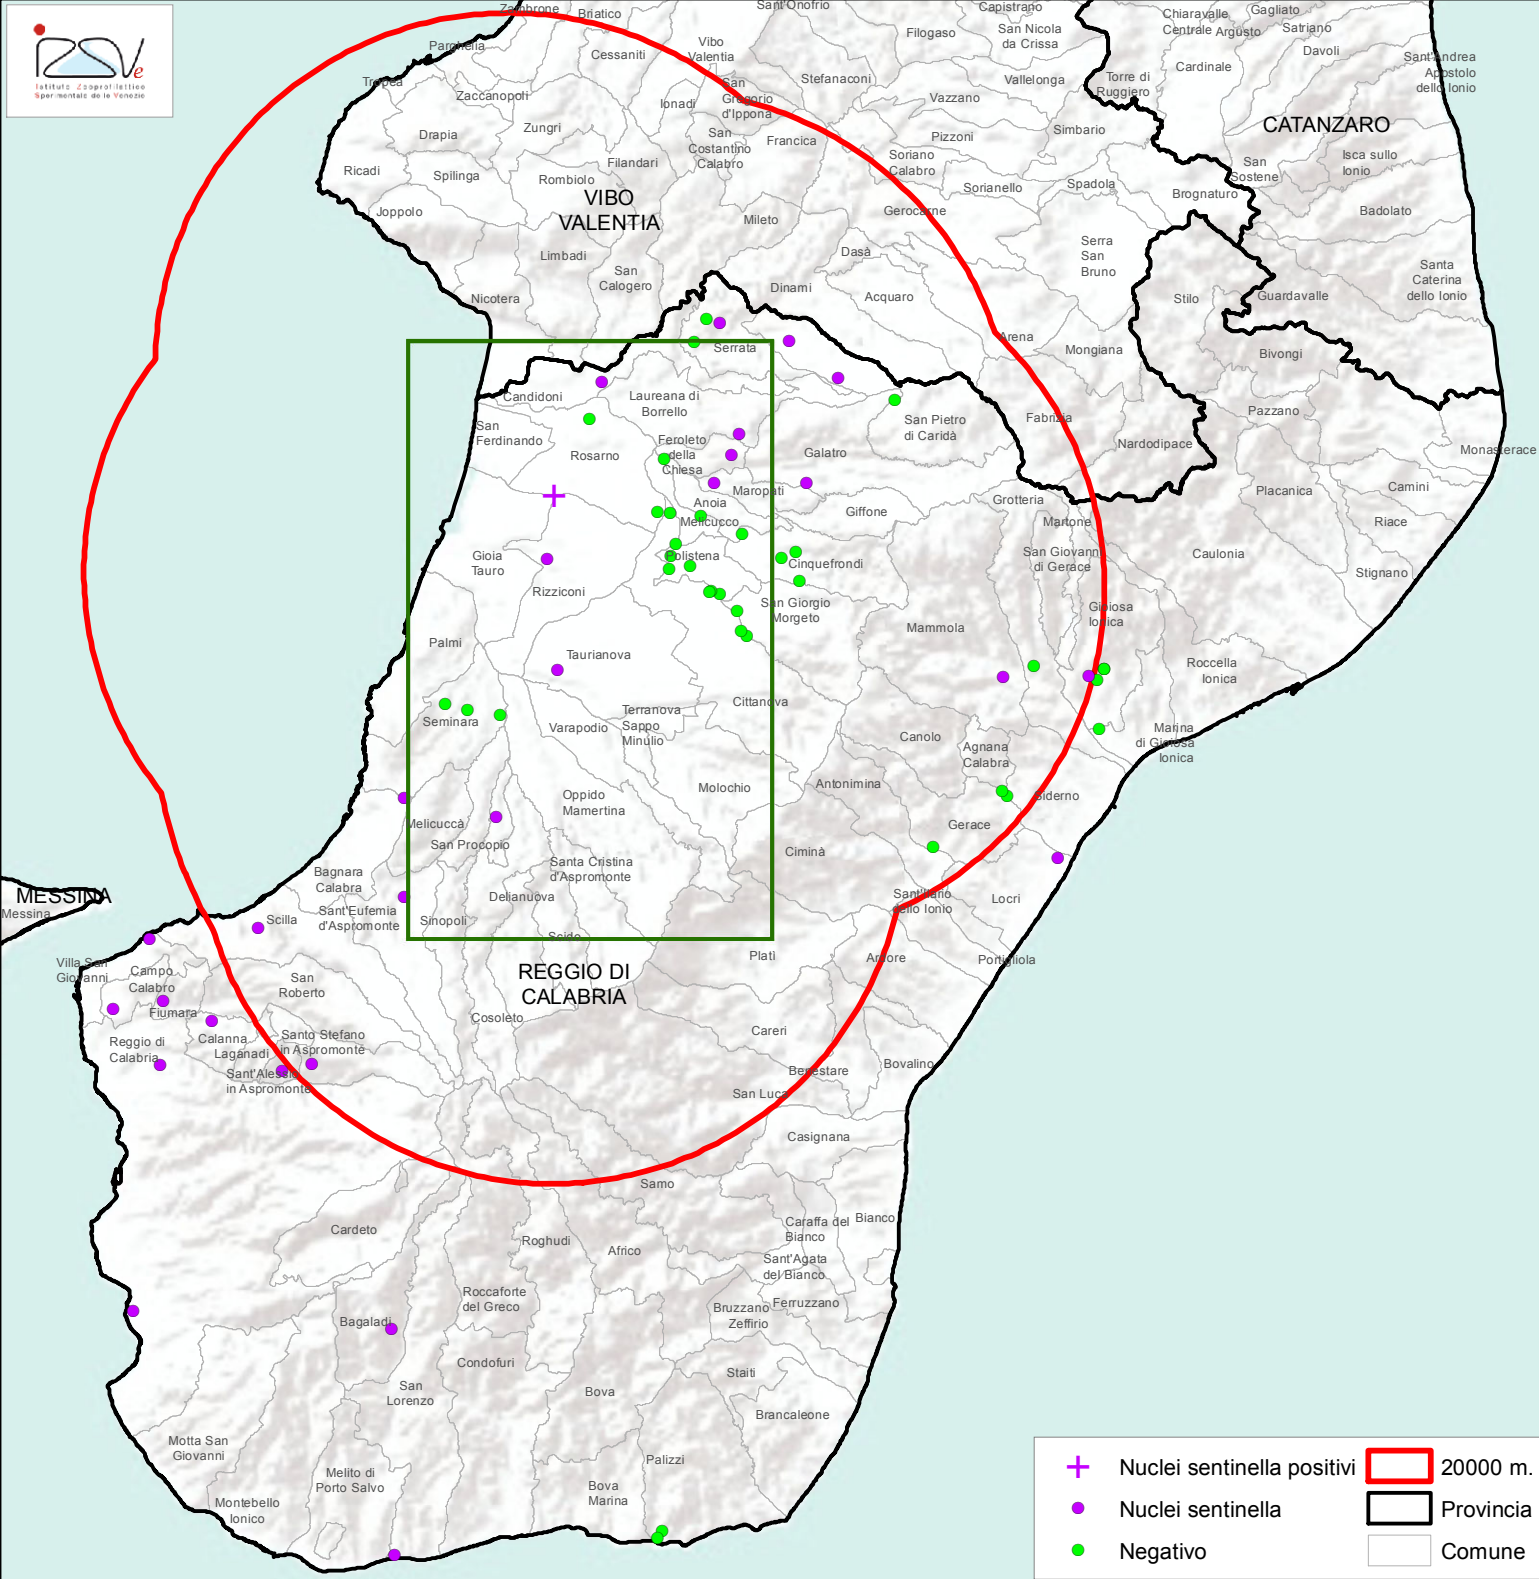 IZSVe
Istituto Zooprofilattico
Sperimentale delle Venezie
Zambrone
Briatico
Sant'Onofrio
Capistrano
Chiaravalle
Centrale
Gagliato
Argusto
Satriano
Davoli
Parghelia
Cessaniti
Vibo
Valentia
Filogaso
San Nicola
da Crissa
Cardinale
Sant'Andrea
Apostolo
dello Ionio
Tropea
Zaccanopoli
Ionadi
San
Gregorio
d'Ippona
Stefanaconi
Vallelonga
Torre di
Ruggiero
Vazzano
CATANZARO
Drapia
Zungri
San
Costantino
Calabro
Francica
Pizzoni
Simbario
Ricadi
Spilinga
Filandari
Rombiolo
Soriano
Calabro
Sorianello
Spadola
Brognaturo
San
Sostene
Isca sullo
Ionio
Joppolo
VIBO
VALENTIA
Mileto
Gerocarne
Badolato
Limbadi
San
Calogero
Dasà
Serra
San
Bruno
Santa
Caterina
dello Ionio
Nicotera
Dinami
Acquaro
Stilo
Guardavalle
Serrata
Arena
Mongiana
Bivongi
Candidoni
Laureana di
Borrello
San Pietro
di Caridà
Fabrizia
Pazzano
San
Ferdinando
Rosarno
Feroleto
della
Chiesa
Galatro
Nardodipace
Monasterace
Maropati
Anoia
Giffone
Grotteria
Placanica
Camini
Melicucco
Martone
Riace
Gioia
Tauro
Polistena
Cinquefrondi
San Giovanni
di Gerace
Caulonia
Stignano
Rizziconi
San Giorgio
Morgeto
Gioiosa
Ionica
Palmi
Taurianova
Mammola
Roccella
Ionica
Seminara
Varapodio
Terranova
Sappo
Minulio
Cittanova
Canolo
Agnana
Calabra
Marina
di Gioiosa
Ionica
Oppido
Mamertina
Molochio
Antonimina
Siderno
Melicuccà
San Procopio
Gerace
Bagnara
Calabra
Santa Cristina
d'Aspromonte
Ciminà
MESSINA
Messina
Scilla
Sant'Eufemia
d'Aspromonte
Sinopoli
Delianuova
Scido
Sant'Ilario
dello Ionio
Locri
Villa San
Giovanni
Campo
Calabro
San
Roberto
REGGIO DI
CALABRIA
Platì
Ardore
Portigliola
Fiumara
Cosoleto
Careri
Reggio di
Calabria
Calanna
Laganadi
Santo Stefano
in Aspromonte
Sant'Alessio
in Aspromonte
Benestare
Bovalino
San Luca
Casignana
Samo
Cardeto
Roghudi
Africo
Caraffa del
Bianco
Bianco
Sant'Agata
del Bianco
Roccaforte
del Greco
Bruzzano
Zeffirio
Ferruzzano
Bagaladi
Condofuri
Staiti
San
Lorenzo
Bova
Brancaleone
Motta San
Giovanni
Melito di
Porto Salvo
Palizzi
Bova
Marina
Montebello
Ionico
Nuclei sentinella positivi
20000 m.
Nuclei sentinella
Provincia
Negativo
Comune